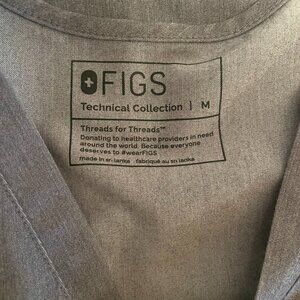 FIGS
Technical Collection | M
Threads for Threads™
Donating to healthcare providers in need
around the world. Because everyone
deserves to #wearFIGS
made in sri lanka fabriqué au sri lanka